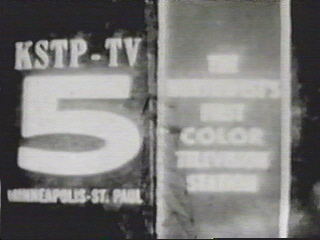 KSTP-TV
5
MINNEAPOLIS-ST. PAUL
THE
NORTHWEST'S
FIRST
COLOR
TELEVISION
STATION